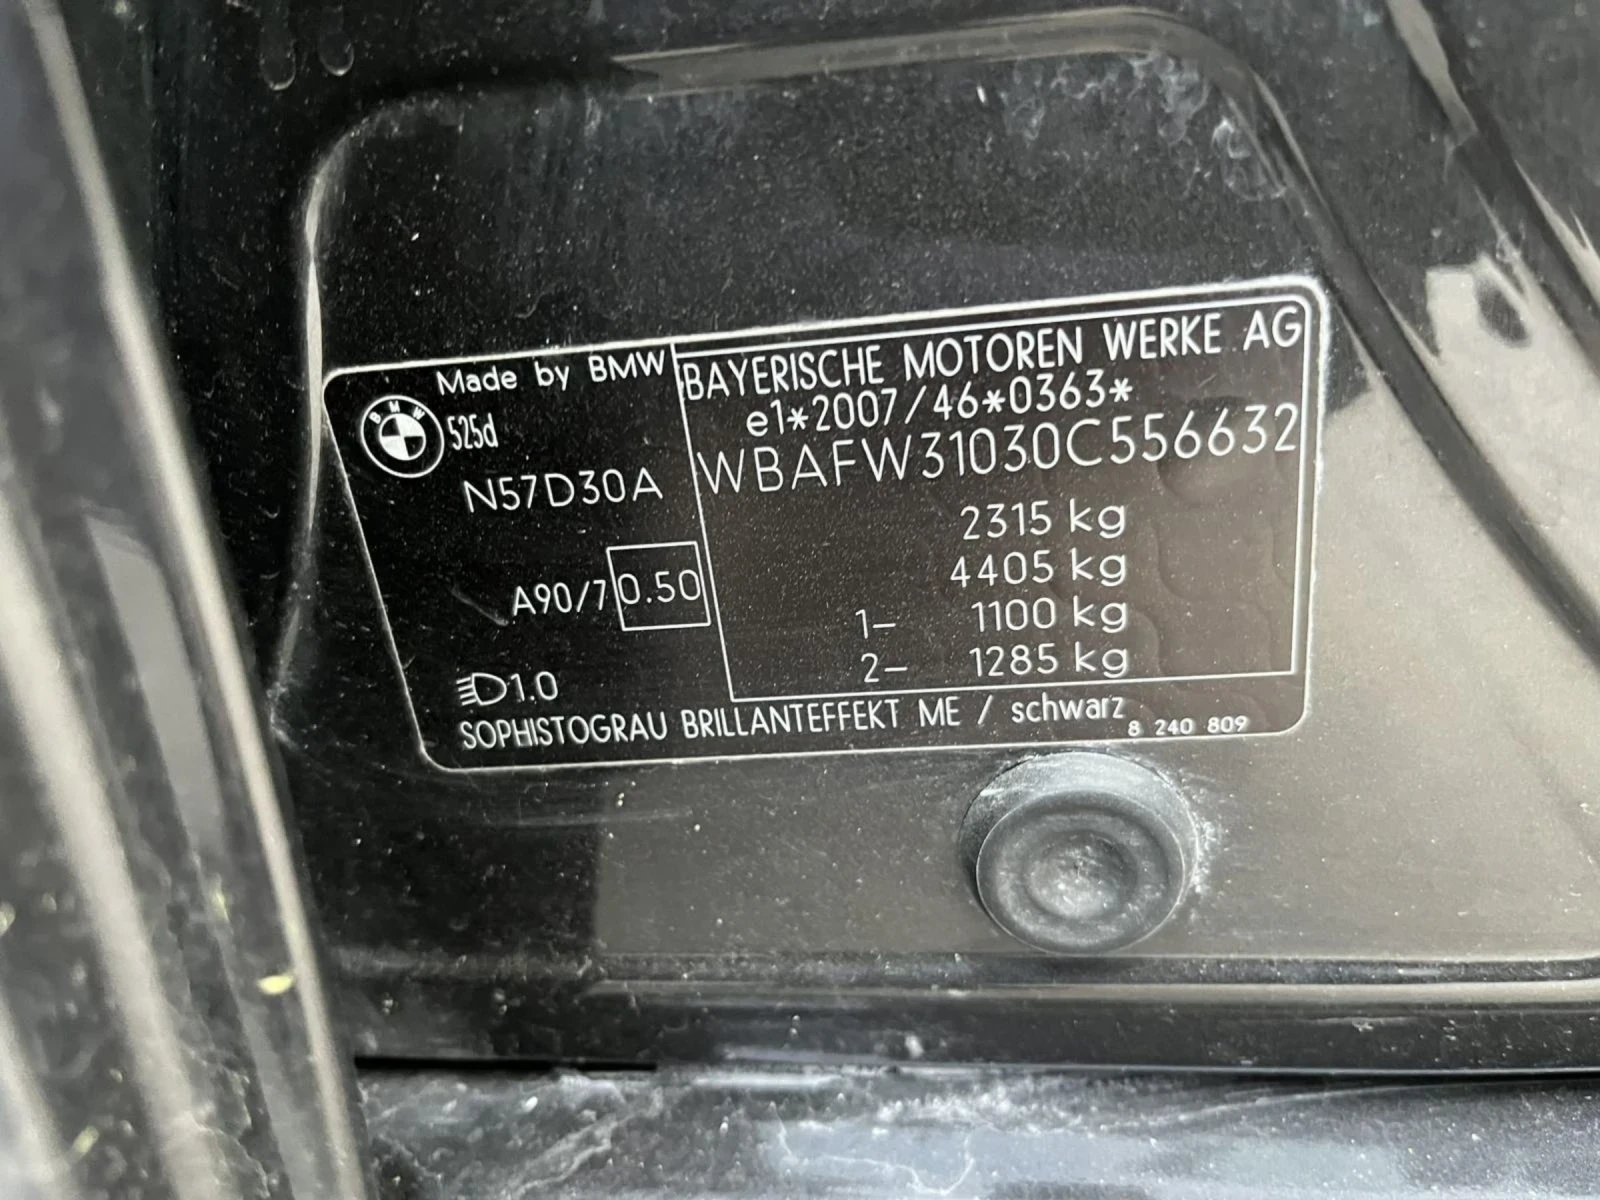 Made by BMW
BMW
525d
N57D30A
A90/7 0.50
D1.0
BAYERISCHE MOTOREN WERKE AG
e1*2007/46*0363*
WBAFW31030C556632
2315 kg
4405 kg
1– 1100 kg
2– 1285 kg
SOPHISTOGRAU BRILLANTEFFEKT ME / schwarz
8 240 809